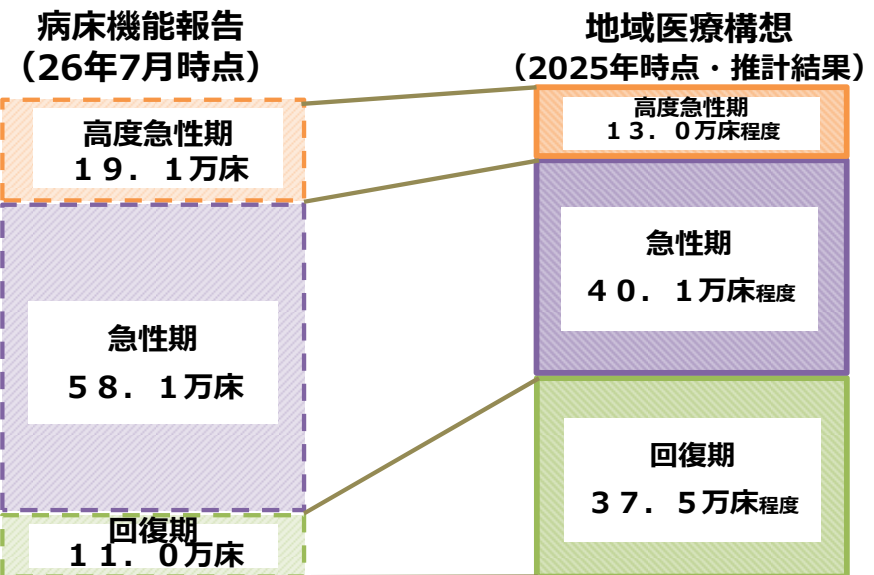 病床機能報告
（26年7月時点）
高度急性期
１９．１万床
急性期
５８．１万床
回復期
１１．０万床
地域医療構想
（2025年時点・推計結果）
高度急性期
１３．０万床程度
急性期
４０．１万床程度
回復期
３７．５万床程度